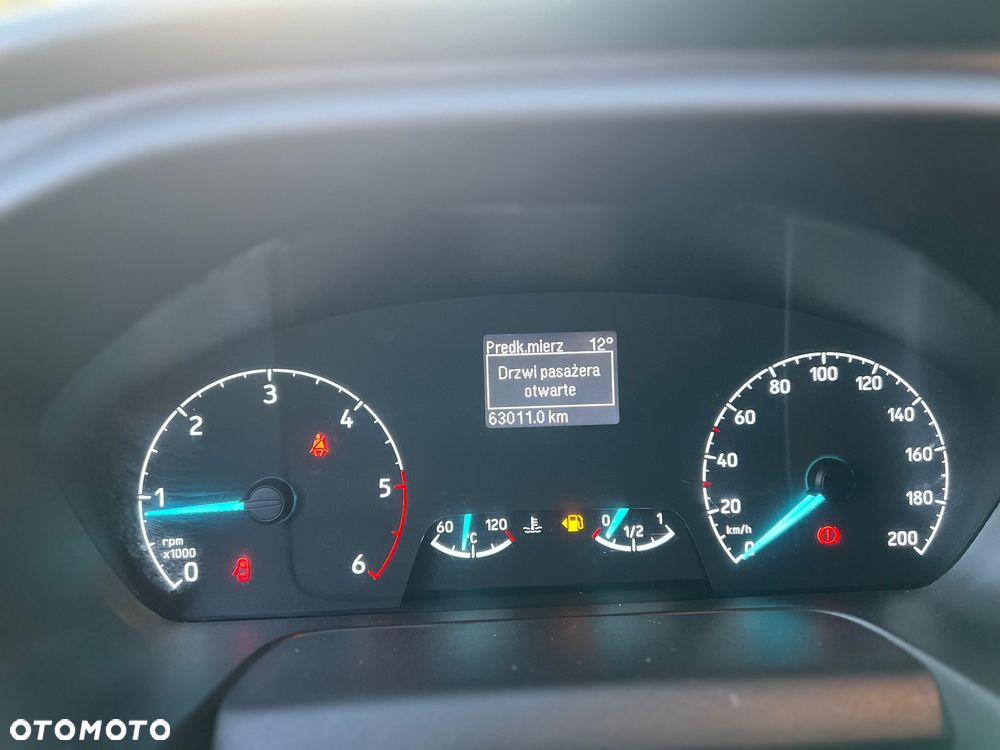 Predk.mierz 12°
Drzwi pasażera
otwarte
63011.0 km
0 1 2 3 4 5 6
rpm
x1000
60 120
°C
0 1/2 1
0 20 40 60 80 100 120 140 160 180 200
km/h
OTOMOTO